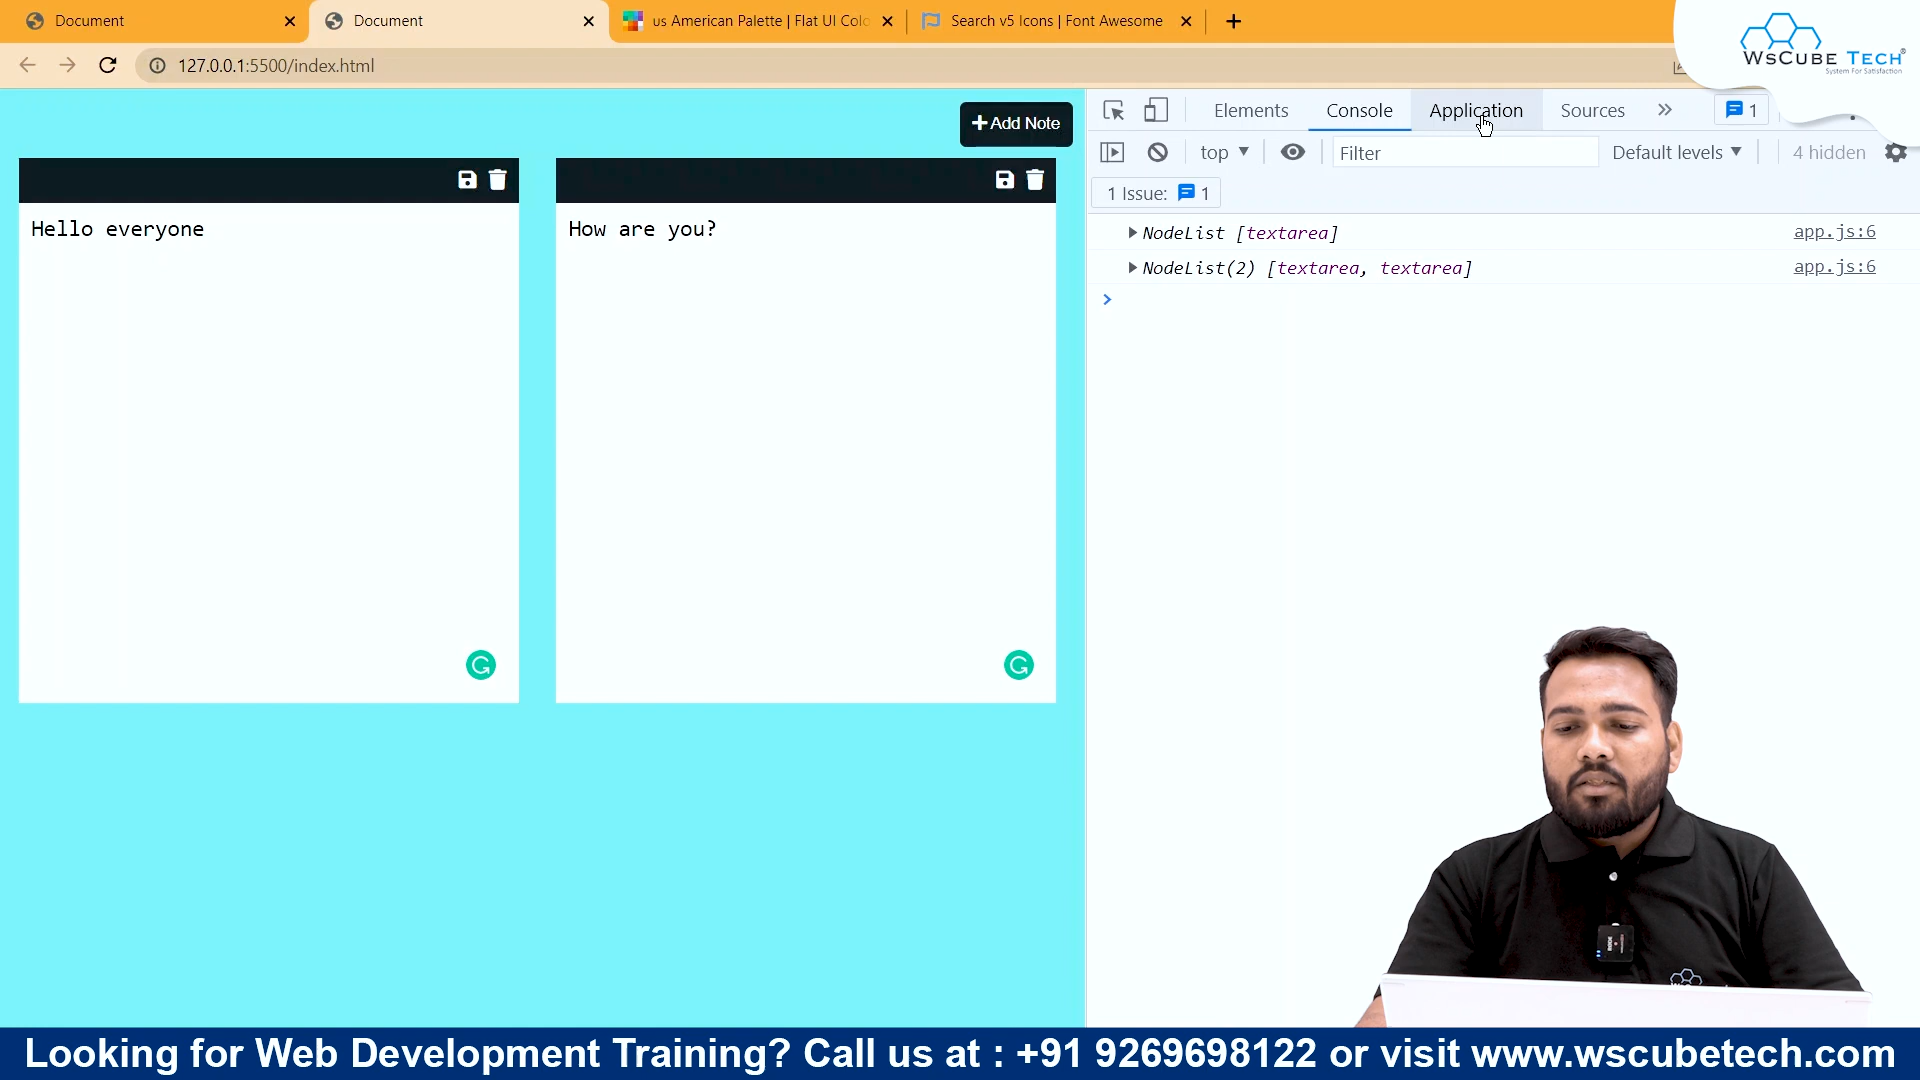 Document
Document
us American Palette | Flat UI Colo
Search v5 Icons | Font Awesome
127.0.0.1:5500/index.html
WsCube Tech®
System For Satisfaction
Add Note
Hello everyone
How are you?
Elements
Console
Application
Sources
1
top
Filter
Default levels
4 hidden
1 Issue: 1
NodeList [textarea]
app.js:6
NodeList(2) [textarea, textarea]
app.js:6
Looking for Web Development Training? Call us at : +91 9269698122 or visit www.wscubetech.com